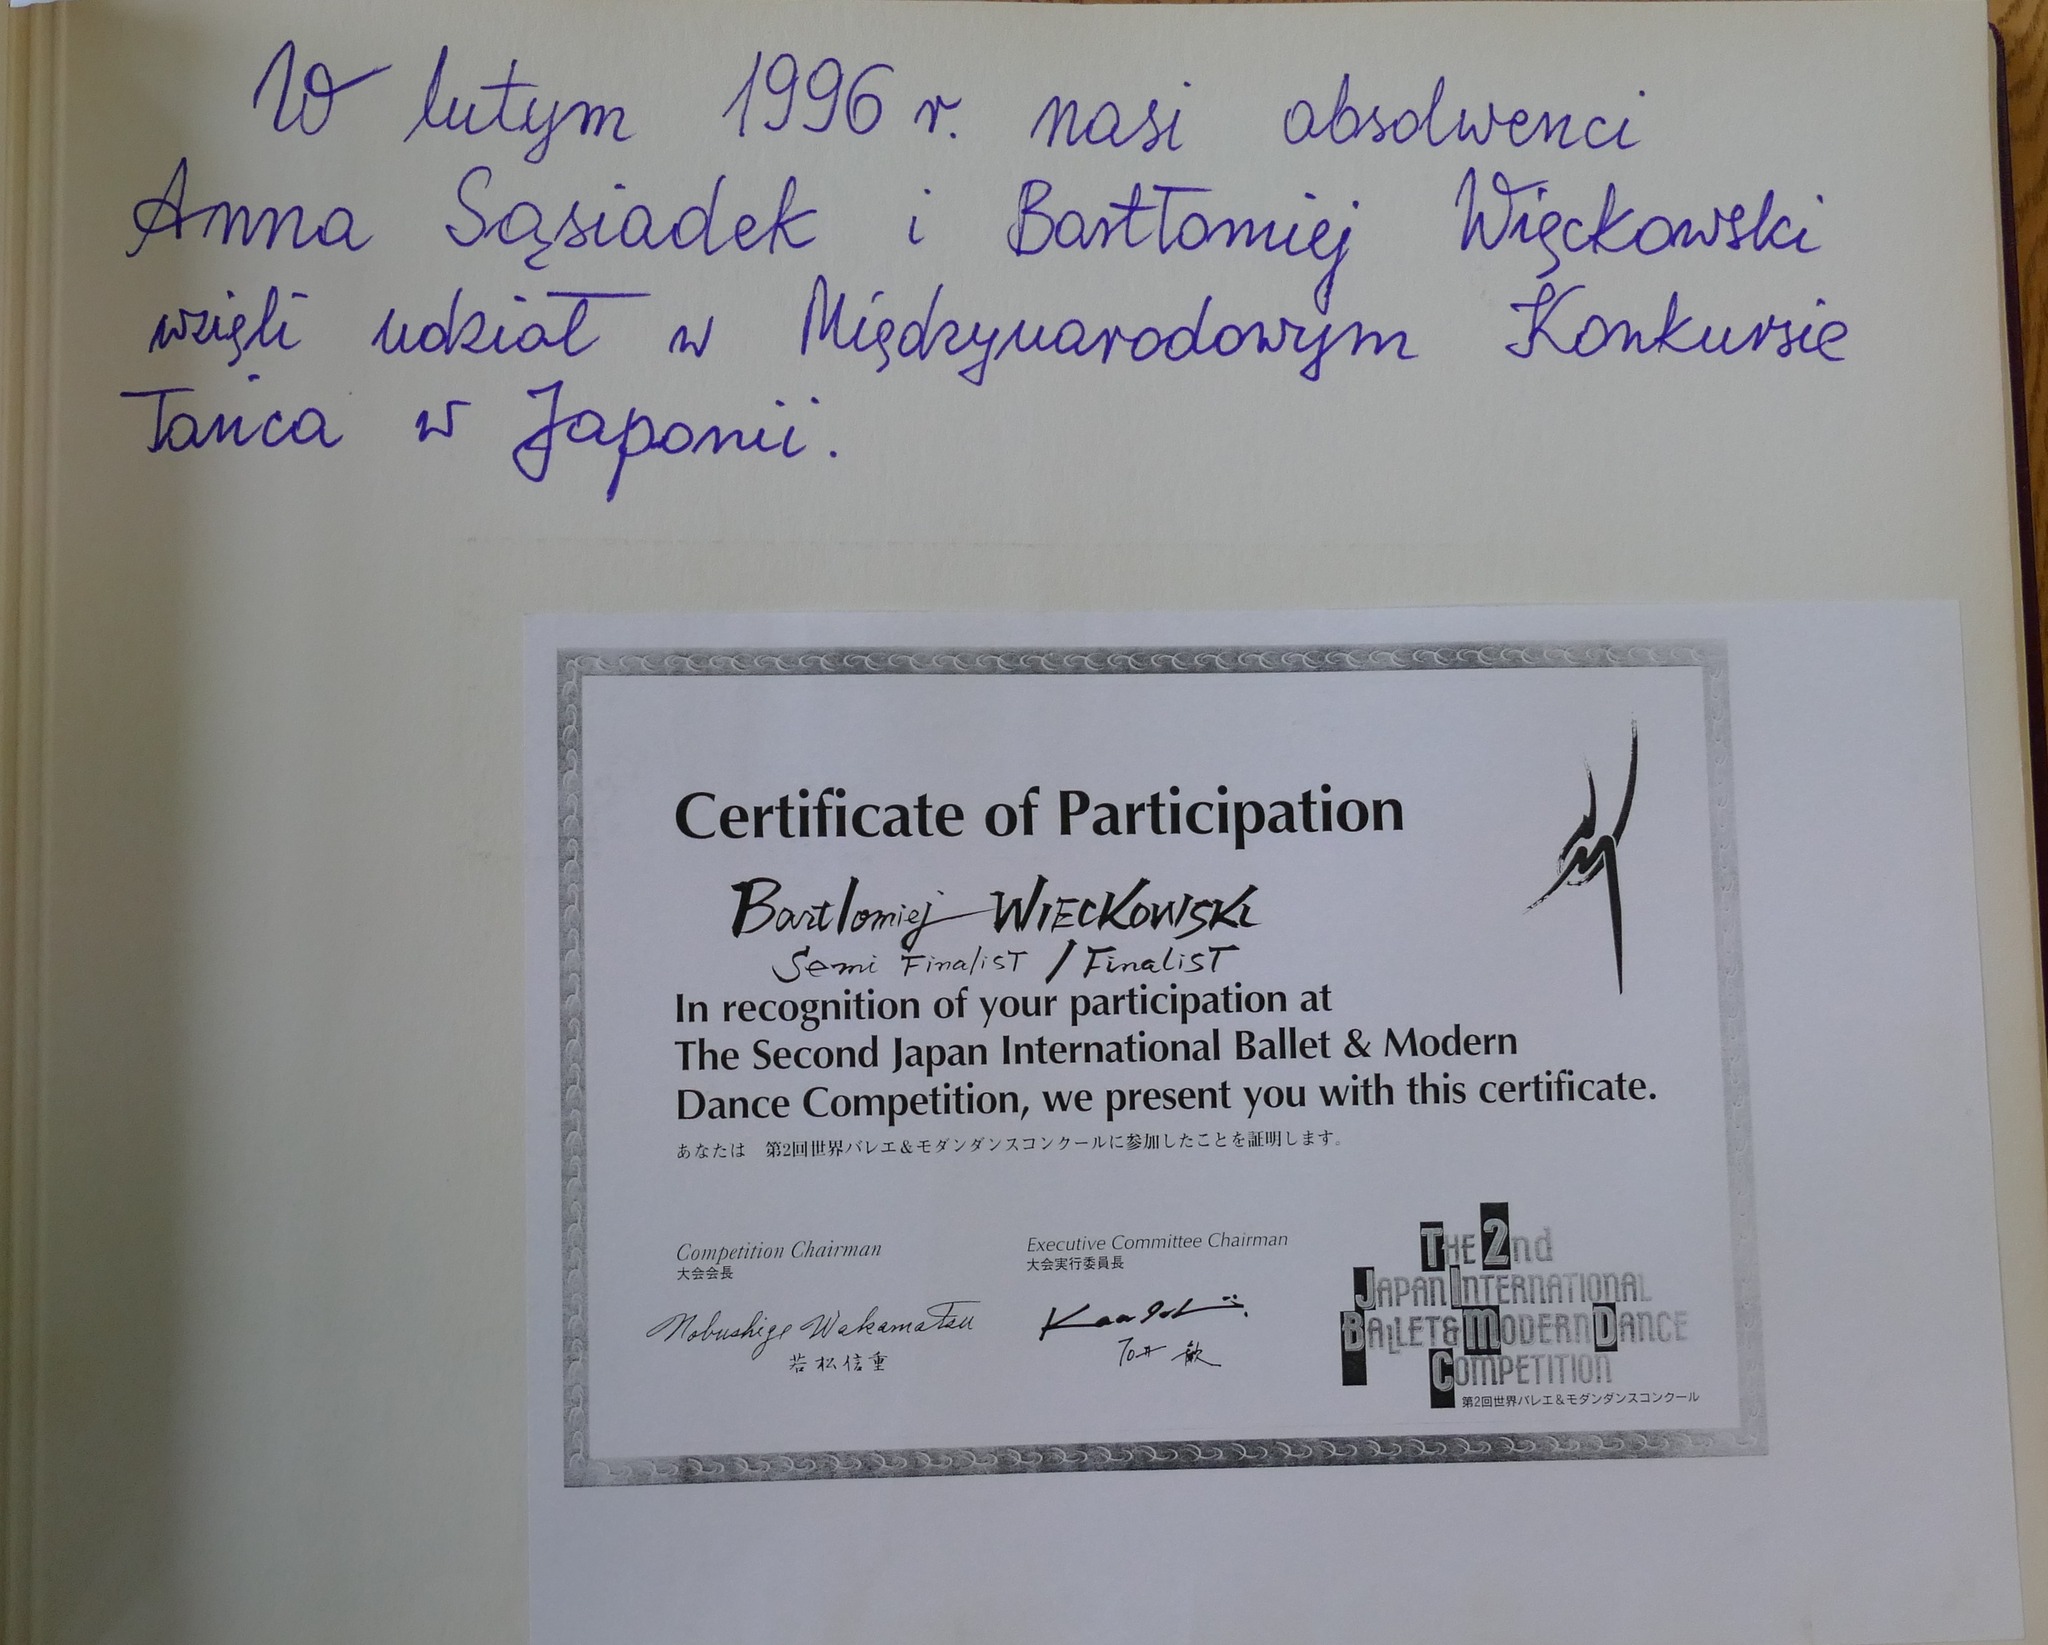 W lutym 1996 r. nasi absolwenci
Anna Sąsiadek i Bartłomiej Więckowski
wzięli udział w Międzynarodowym Konkursie
Tańca w Japonii.
Certificate of Participation
Bartlomiej WIECKOWSKI
Semi Finalist / Finalist
In recognition of your participation at
The Second Japan International Ballet & Modern
Dance Competition, we present you with this certificate.
あなたは 第2回世界バレエ&モダンダンスコンクールに参加したことを証明します。
Competition Chairman
大会会長
Nobushige Wakamatsu
若松信重
Executive Committee Chairman
大会実行委員長
THE 2nd
JAPAN INTERNATIONAL
BALLET & MODERN DANCE
COMPETITION
第2回世界バレエ&モダンダンスコンクール